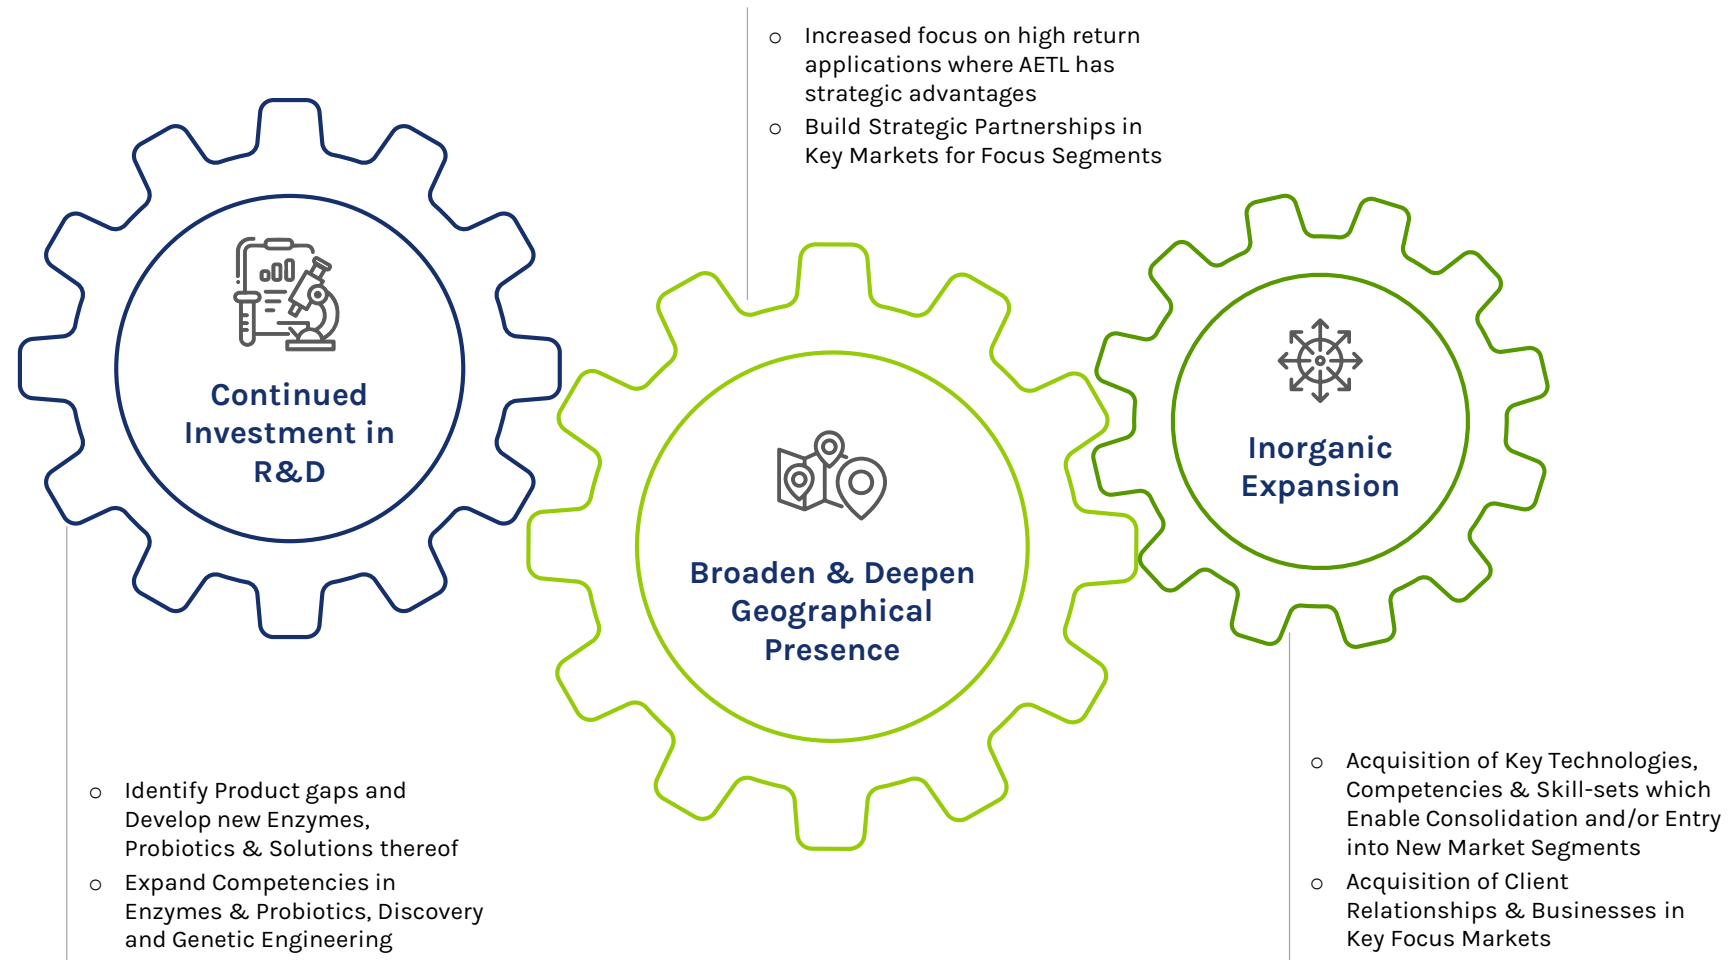 ○ Increased focus on high return
applications where AETL has
strategic advantages
○ Build Strategic Partnerships in
Key Markets for Focus Segments
Continued
Investment in
R&D
Broaden & Deepen
Geographical
Presence
Inorganic
Expansion
○ Identify Product gaps and
Develop new Enzymes,
Probiotics & Solutions thereof
○ Expand Competencies in
Enzymes & Probiotics, Discovery
and Genetic Engineering
○ Acquisition of Key Technologies,
Competencies & Skill-sets which
Enable Consolidation and/or Entry
into New Market Segments
○ Acquisition of Client
Relationships & Businesses in
Key Focus Markets